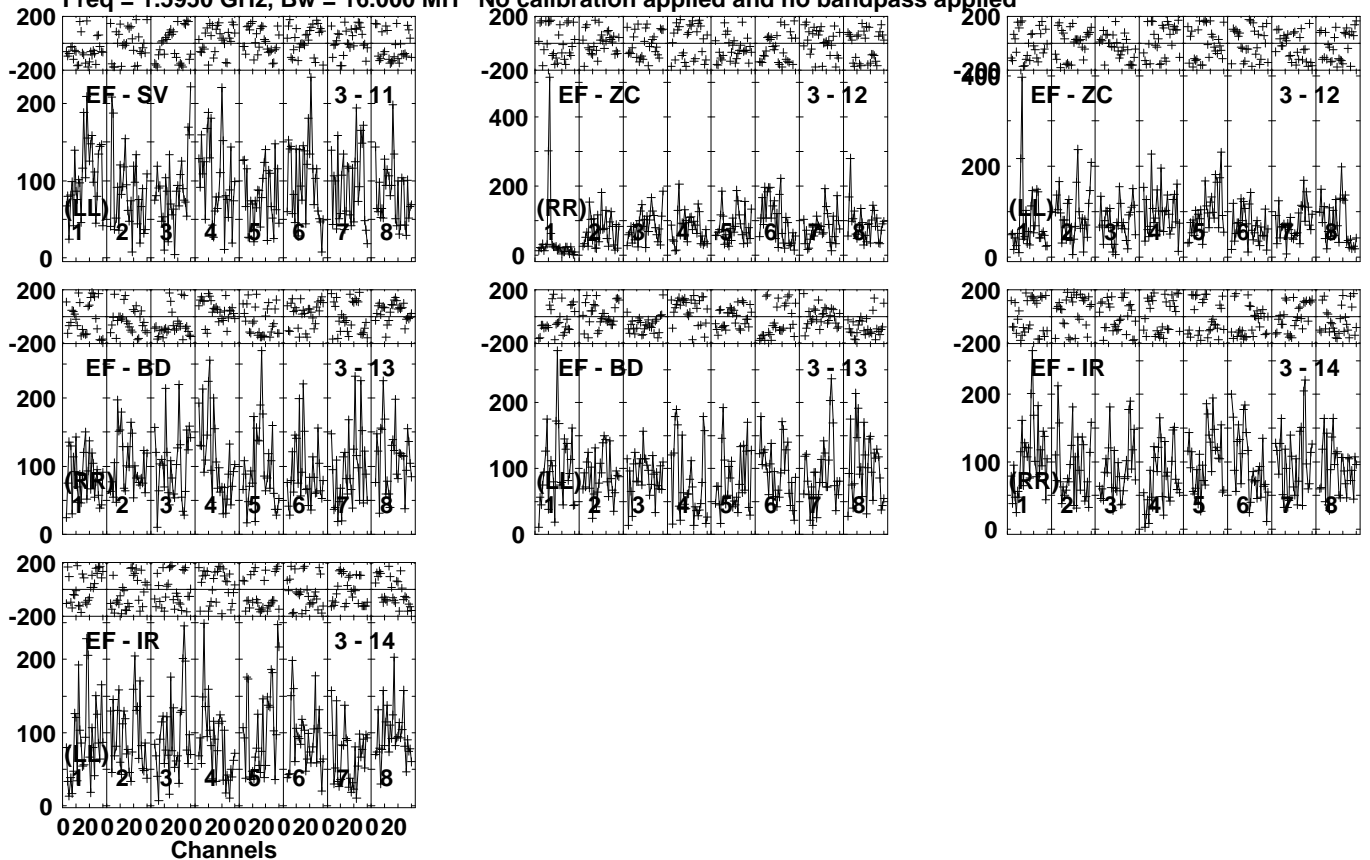 Freq = 1.5950 GHz, Bw = 16.000 MH No calibration applied and no bandpass applied
200
-200
EF - SV 3 - 11
200
100
0
(LL)
1 2 3 4 5 6 7 8
200
-200
EF - ZC 3 - 12
400
200
0
(RR)
1 2 3 4 5 6 7 8
200
-200
400
EF - ZC 3 - 12
200
0
(LL)
1 2 3 4 5 6 7 8
200
-200
EF - BD 3 - 13
200
100
0
(RR)
1 2 3 4 5 6 7 8
200
-200
EF - BD 3 - 13
200
100
0
(LL)
1 2 3 4 5 6 7 8
200
-200
EF - IR 3 - 14
200
100
0
(RR)
1 2 3 4 5 6 7 8
200
-200
EF - IR 3 - 14
200
100
0
(LL)
1 2 3 4 5 6 7 8
0 20 0 20 0 20 0 20 0 20 0 20 0 20 0 20
Channels